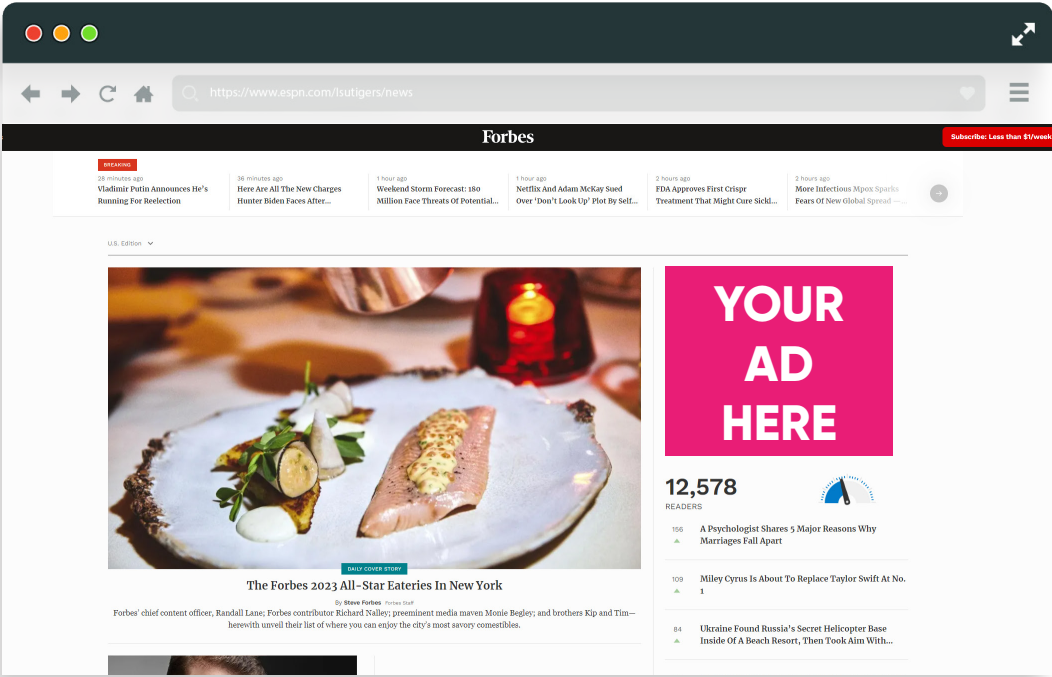 https://www.espn.com/lsutigers/news
Forbes
Subscribe: Less than $1/week
BREAKING
28 minutes ago
Vladimir Putin Announces He's
Running For Reelection
36 minutes ago
Here Are All The New Charges
Hunter Biden Faces After...
1 hour ago
Weekend Storm Forecast: 180
Million Face Threats Of Potential...
1 hour ago
Netflix And Adam McKay Sued
Over 'Don't Look Up' Plot By Self...
2 hours ago
FDA Approves First Crispr
Treatment That Might Cure Sickl...
2 hours ago
More Infectious Mpox Sparks
Fears Of New Global Spread —...
U.S. Edition
YOUR
AD
HERE
12,578
READERS
156
A Psychologist Shares 5 Major Reasons Why
Marriages Fall Apart
109
Miley Cyrus Is About To Replace Taylor Swift At No.
1
84
Ukraine Found Russia's Secret Helicopter Base
Inside Of A Beach Resort, Then Took Aim With...
DAILY COVER STORY
The Forbes 2023 All-Star Eateries In New York
By Steve Forbes Forbes Staff
Forbes' chief content officer, Randall Lane; Forbes contributor Richard Nalley; preeminent media maven Monie Begley; and brothers Kip and Tim—
herewith unveil their list of where you can enjoy the city's most savory comestibles.